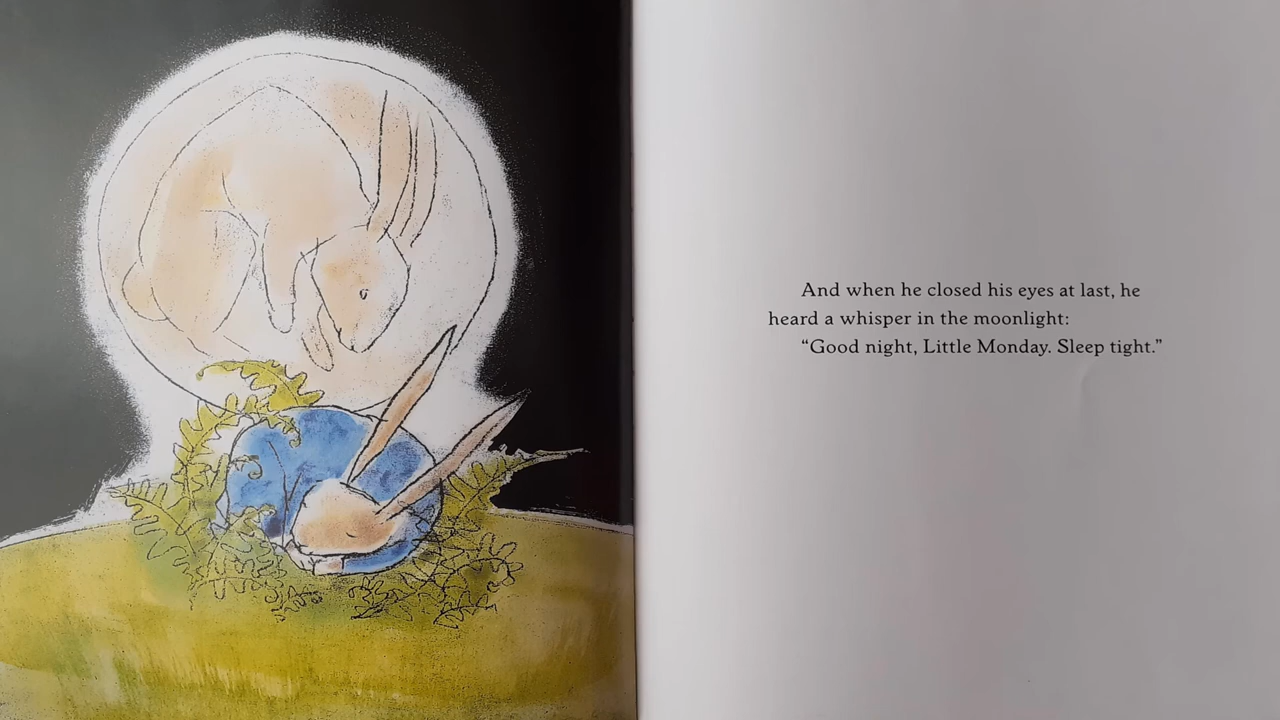 And when he closed his eyes at last, he
heard a whisper in the moonlight:
“Good night, Little Monday. Sleep tight.”